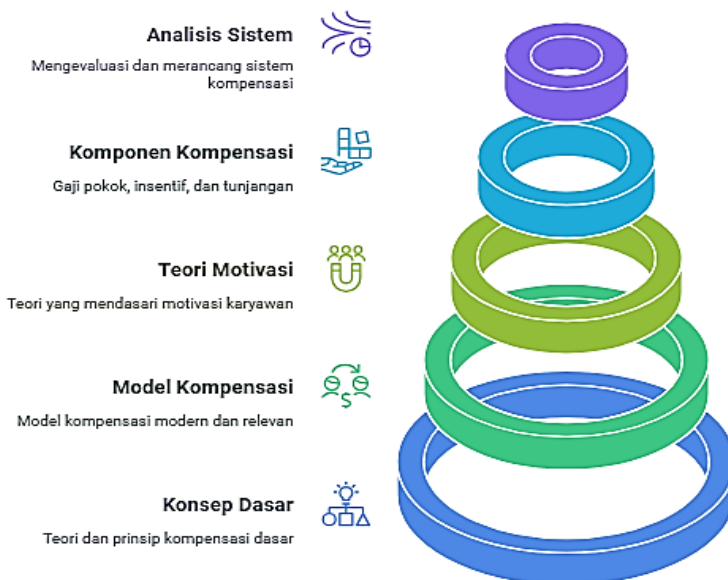 Analisis Sistem
Mengevaluasi dan merancang sistem
kompensasi
Komponen Kompensasi
Gaji pokok, insentif, dan tunjangan
Teori Motivasi
Teori yang mendasari motivasi karyawan
Model Kompensasi
Model kompensasi modern dan relevan
$
Konsep Dasar
Teori dan prinsip kompensasi dasar